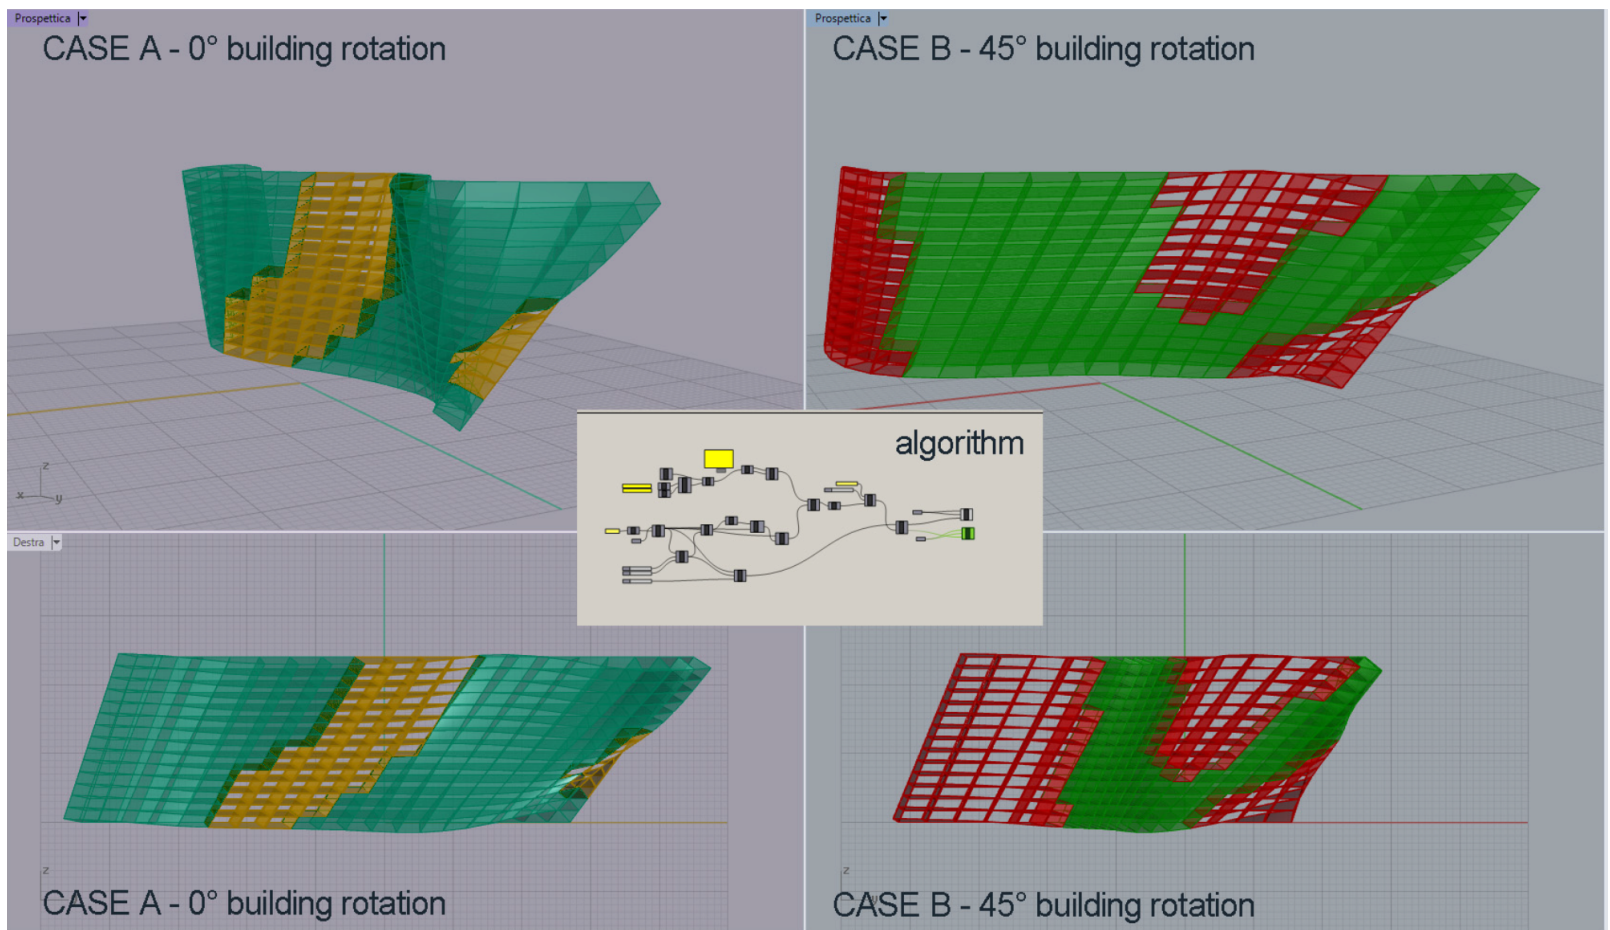 Prospettica
CASE A - 0° building rotation
Prospettica
CASE B - 45° building rotation
algorithm
z
x
y
Destra
z
CASE A - 0° building rotation
z
CASE B - 45° building rotation